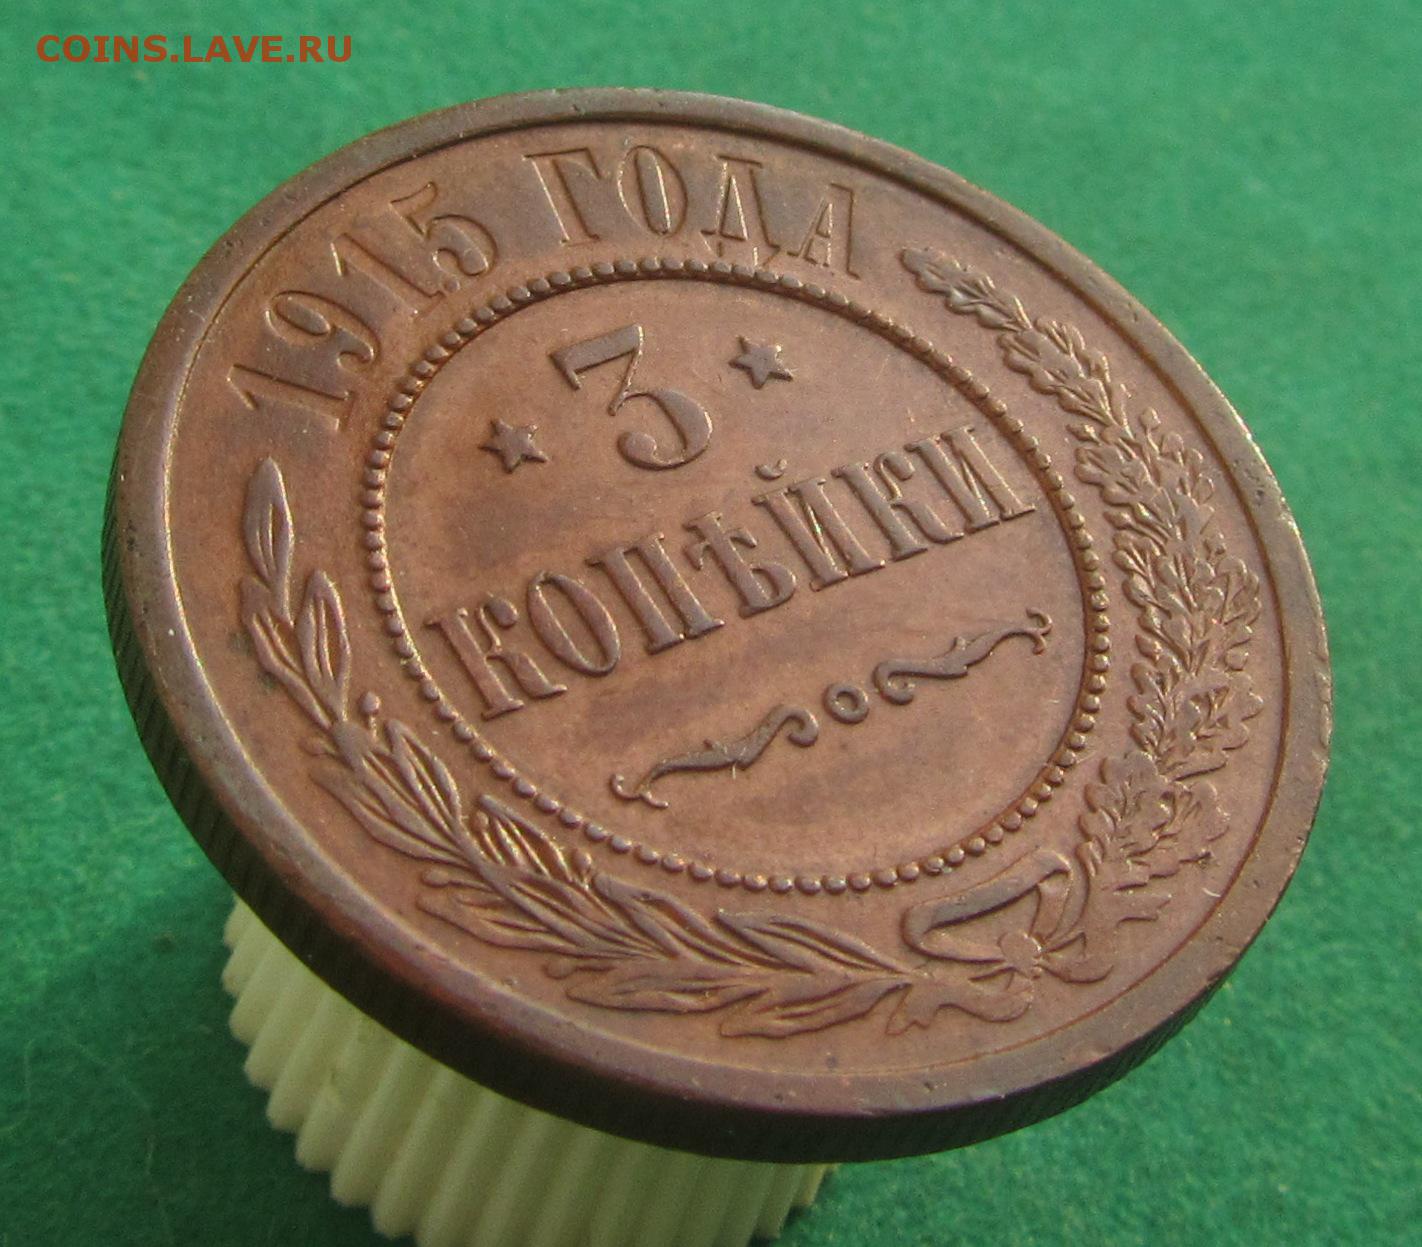 COINS.LAVE.RU
1915 ГОДА
3
КОПѢЙКИ